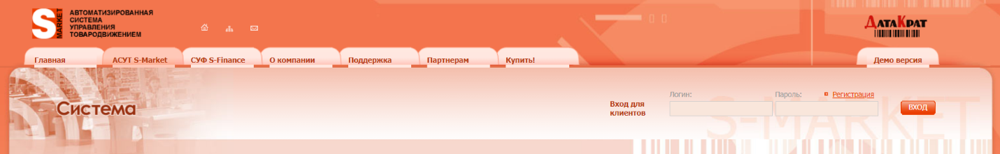 S MARKET
АВТОМАТИЗИРОВАННАЯ
СИСТЕМА
УПРАВЛЕНИЯ
ТОВАРОДВИЖЕНИЕМ
ДАТАКРАТ
Главная АСУТ S-Market СУФ S-Finance О компании Поддержка Партнерам Купить! Демо версия
Система
Вход для
клиентов
Логин: Пароль: Регистрация
ВХОД
S-MARKET